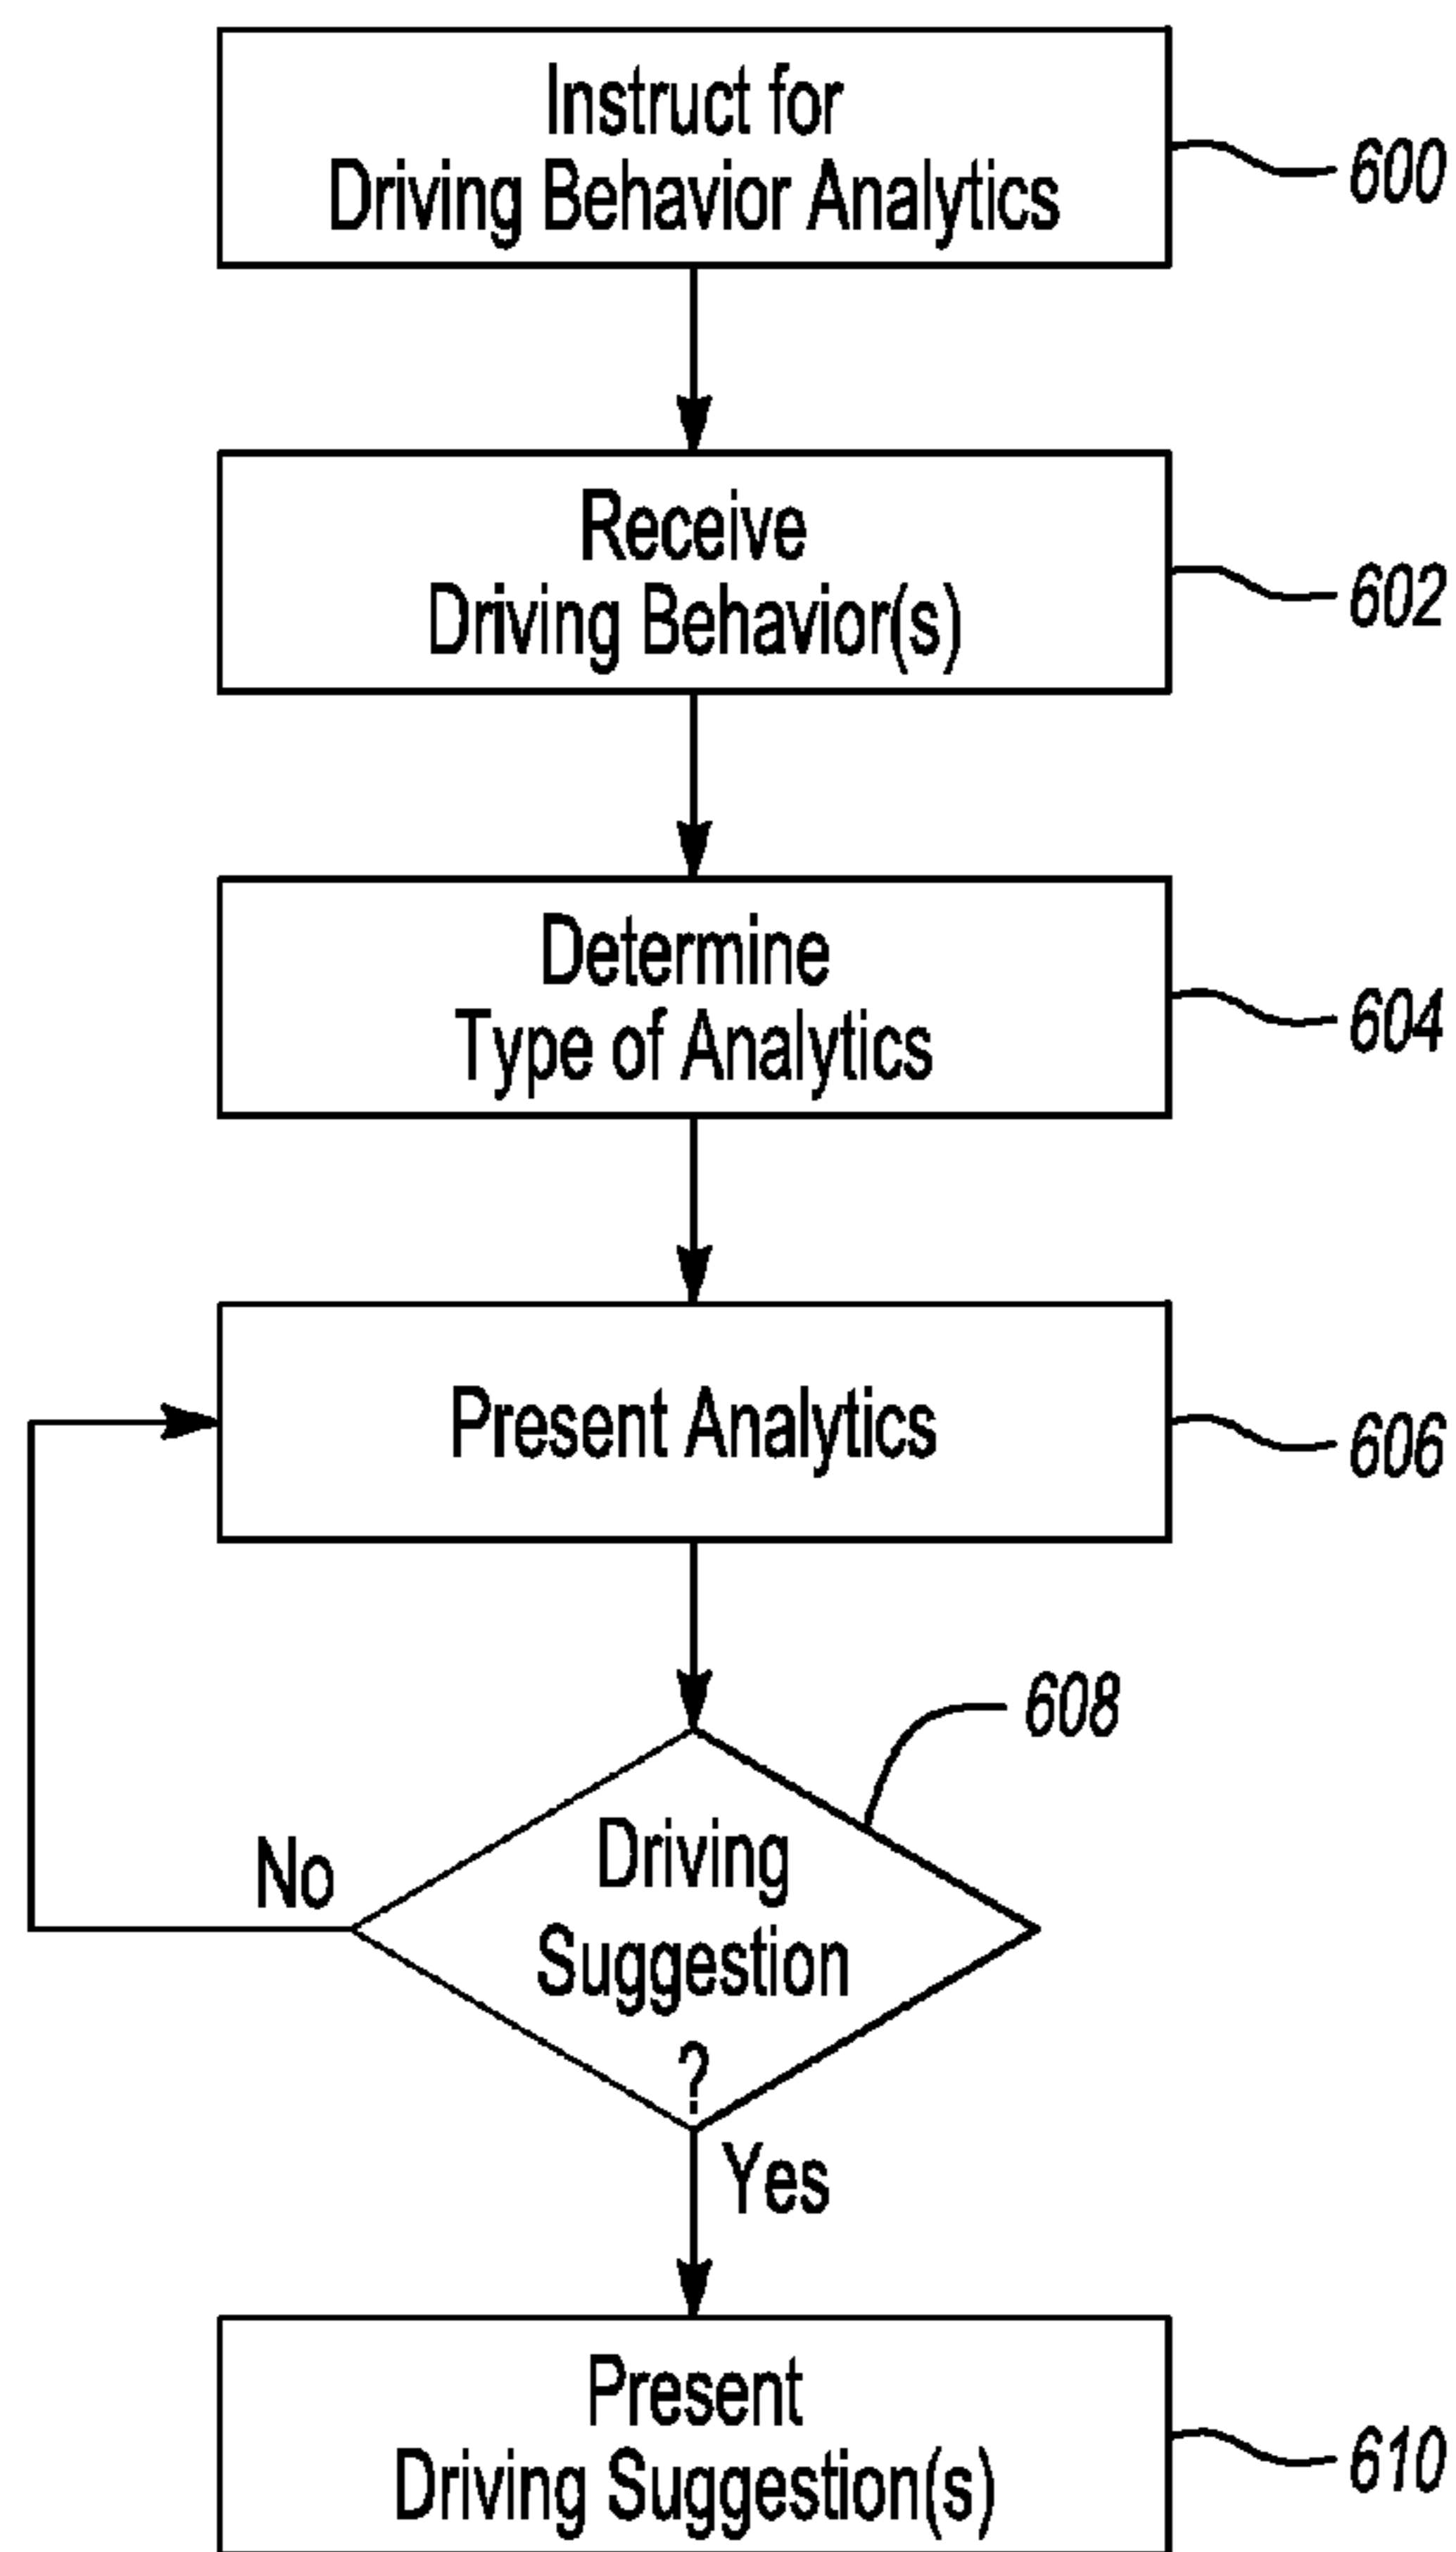 Instruct for
Driving Behavior Analytics
600
Receive
Driving Behavior(s)
602
Determine
Type of Analytics
604
Present Analytics
606
608
Driving
Suggestion
?
No
Yes
Present
Driving Suggestion(s)
610